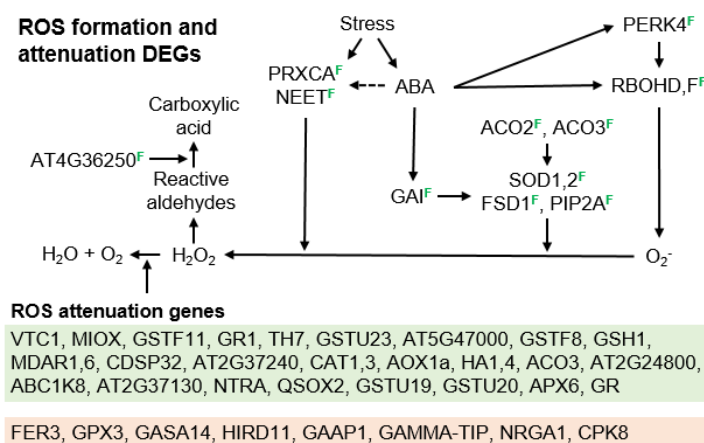 ROS formation and
attenuation DEGs
Stress
PERK4F
PRXCAF
NEETF
ABA
RBOHD,FF
Carboxylic
acid
ACO2F, ACO3F
AT4G36250F
SOD1,2F
Reactive
aldehydes
GAIF
FSD1F, PIP2AF
H2O + O2
H2O2
O2-
ROS attenuation genes
VTC1, MIOX, GSTF11, GR1, TH7, GSTU23, AT5G47000, GSTF8, GSH1,
MDAR1,6, CDSP32, AT2G37240, CAT1,3, AOX1a, HA1,4, ACO3, AT2G24800,
ABC1K8, AT2G37130, NTRA, QSOX2, GSTU19, GSTU20, APX6, GR
FER3, GPX3, GASA14, HIRD11, GAAP1, GAMMA-TIP, NRGA1, CPK8